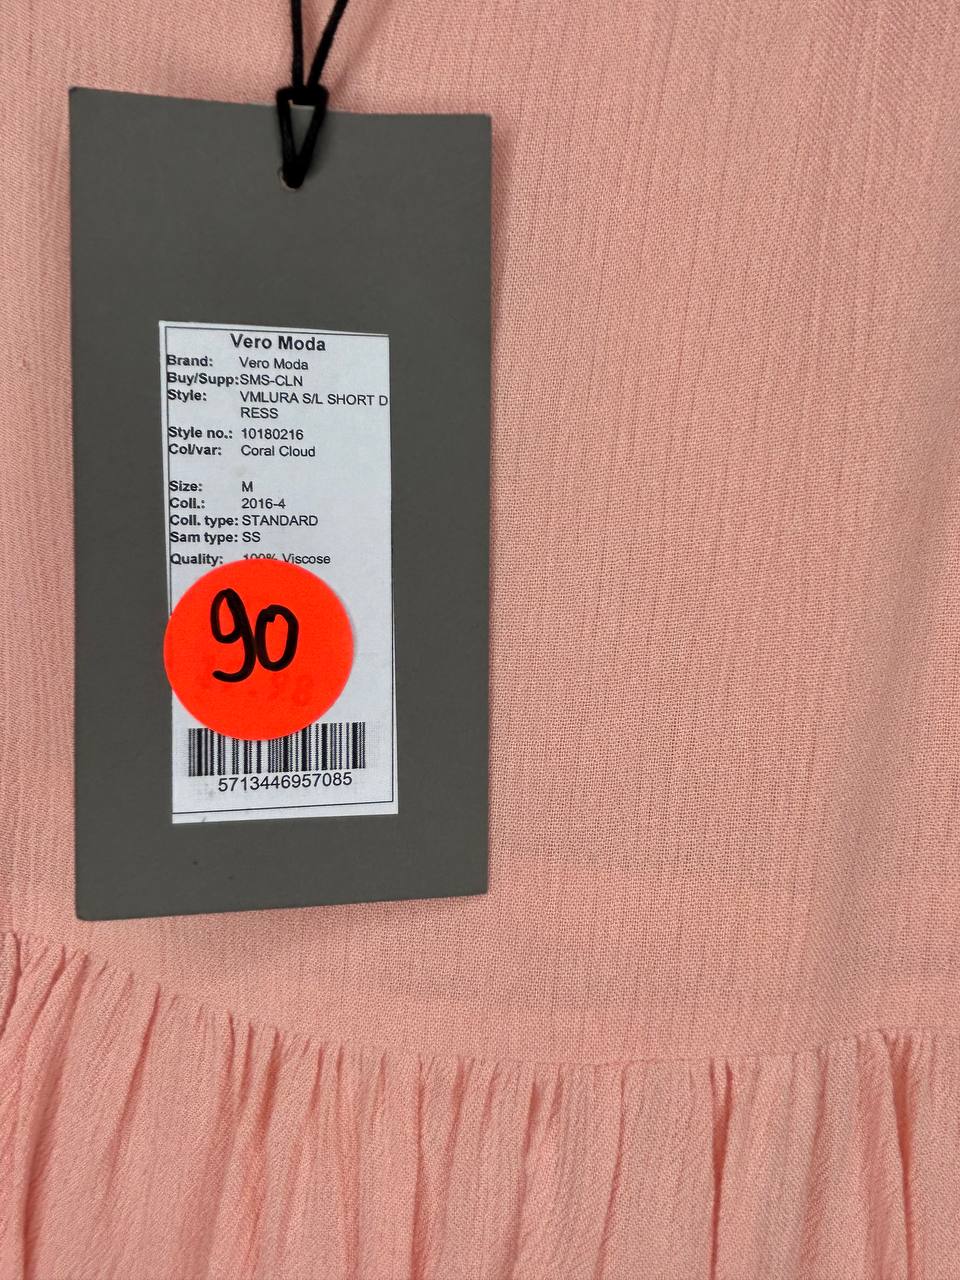 Vero Moda
Brand: Vero Moda
Buy/Supp:SMS-CLN
Style: VMLURA S/L SHORT D
RESS
Style no.: 10180216
Col/var: Coral Cloud
Size: M
Coll.: 2016-4
Coll. type: STANDARD
Sam type: SS
Quality: 100% Viscose
90
5713446957085